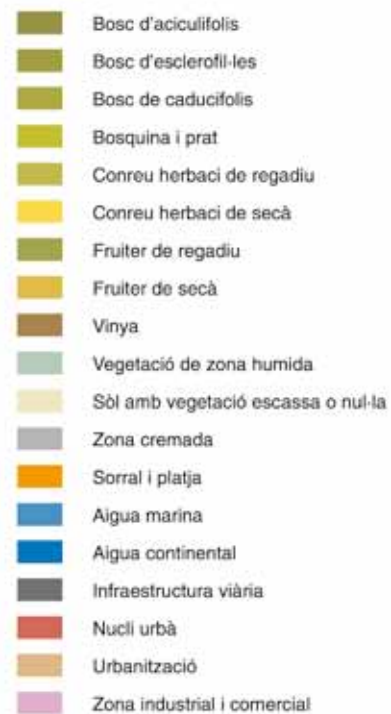 Bosc d'aciculifolis
Bosc d'esclerofil·les
Bosc de caducifolis
Bosquina i prat
Conreu herbaci de regadiu
Conreu herbaci de secà
Fruiter de regadiu
Fruiter de secà
Vinya
Vegetació de zona humida
Sòl amb vegetació escassa o nul·la
Zona cremada
Sorral i platja
Aigua marina
Aigua continental
Infraestructura viària
Nucli urbà
Urbanització
Zona industrial i comercial